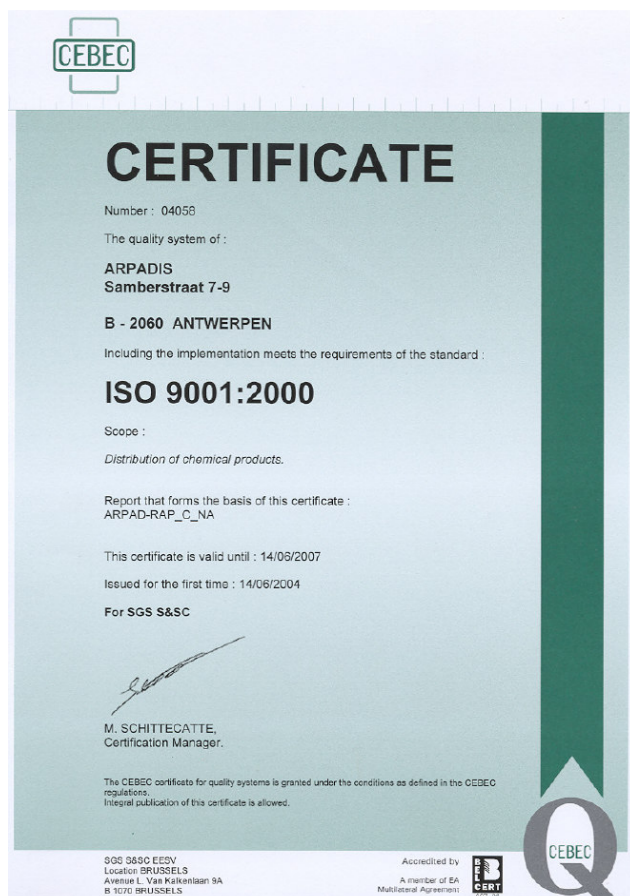 CEBEC
CERTIFICATE
Number : 04058
The quality system of :
ARPADIS
Samberstraat 7-9
B - 2060 ANTWERPEN
Including the implementation meets the requirements of the standard :
ISO 9001:2000
Scope :
Distribution of chemical products.
Report that forms the basis of this certificate :
ARPAD-RAP_C_NA
This certificate is valid until : 14/06/2007
Issued for the first time : 14/06/2004
For SGS S&SC
M. SCHITTECATTE,
Certification Manager.
The CEBEC certificate for quality systems is granted under the conditions as defined in the CEBEC
regulations.
Integral publication of this certificate is allowed.
SGS S&SC EESV
Location BRUSSELS
Avenue L. Van Kalkenlaan 9A
B 1070 BRUSSELS
Accredited by
A member of EA
Multilateral Agreement
BEL
CERT
CEBEC